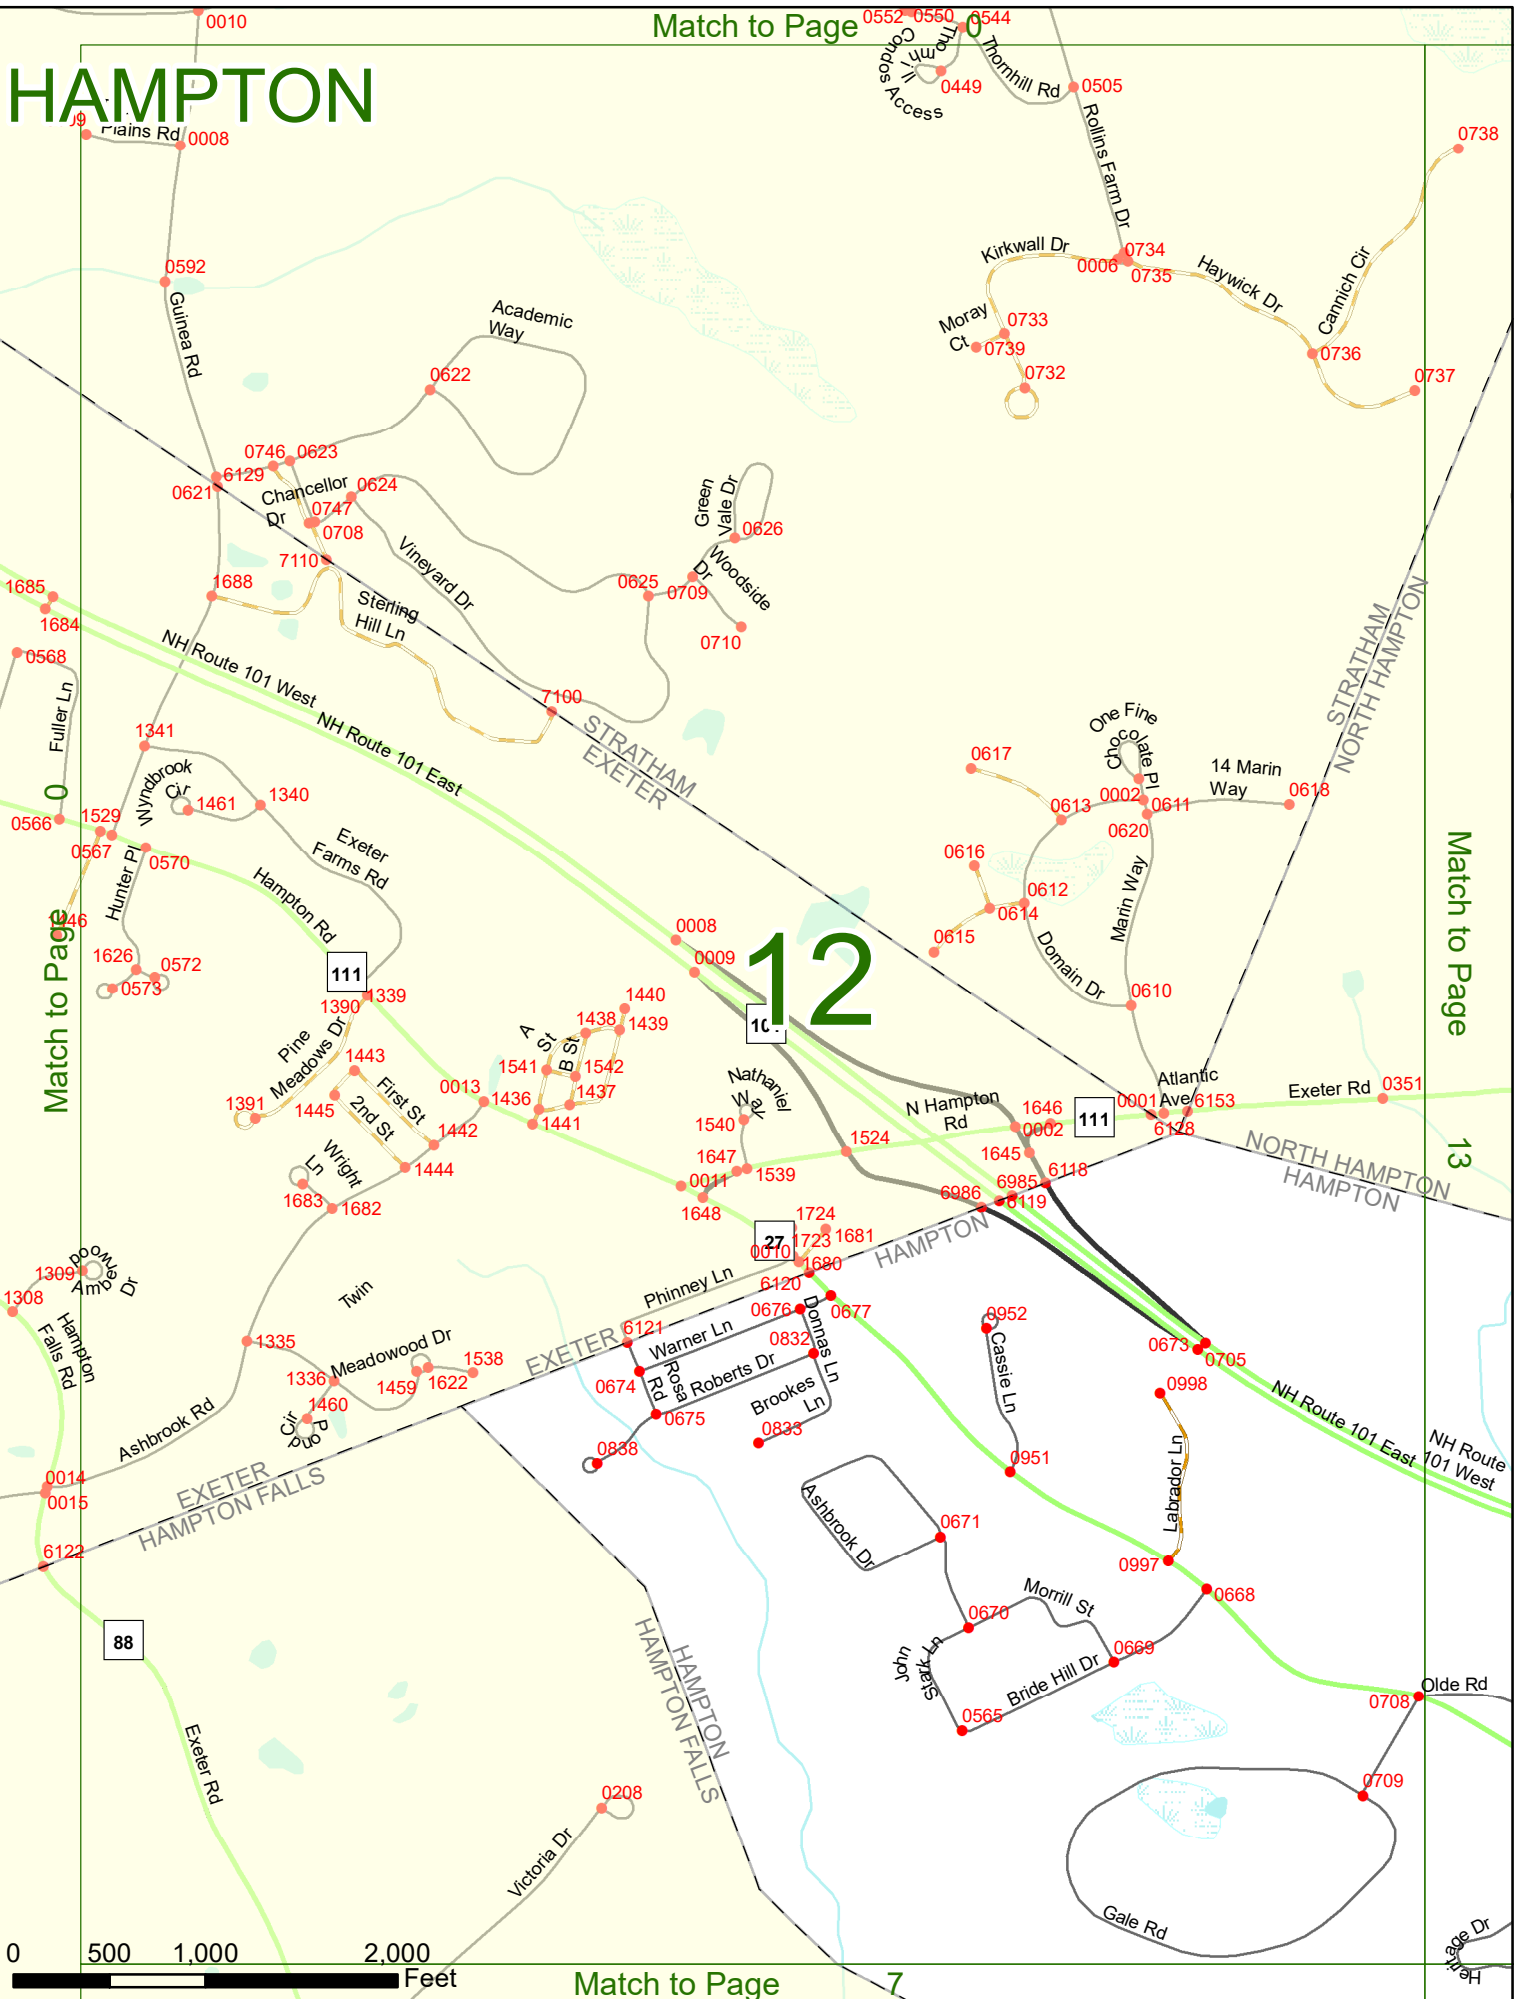 0010
Match to Page 0
0552
0550
0544
HAMPTON
Thornhill
Condos Access
0449
Thornhill Rd
0505
09
Plains Rd
0008
Rollins Farm Dr
0738
0592
Guinea Rd
Kirkwall Dr
0734
0006
0735
Haywick Dr
Cannich Cir
Academic
Way
Moray
Ct
0733
0739
0736
0622
0732
0737
0746
0623
6129
0621
Chancellor
Dr
0624
0747
0708
7110
Green
Vale Dr
0626
Vineyard Dr
Woodside
Dr
1685
1684
1688
Sterling
Hill Ln
0625
0709
0710
STRATHAM
NORTH HAMPTON
0568
NH Route 101 West
Fuller Ln
NH Route 101 East
7100
STRATHAM
EXETER
1341
Wyndbrook
Cir
1461
1340
One Fine
Chocolate Pl
0617
14 Marin
Way
0618
0002
0611
0613
0620
0566
1529
0567
0570
Hunter Pl
Exeter
Farms Rd
Hampton Rd
0616
0612
0614
0615
Marin Way
Domain Dr
Match to Page 0
1446
0008
0009
12
1626
0572
0573
111
1339
1390
101
0610
Match to Page 13
Pine
Meadows Dr
A
St
B St
1438
1440
1439
1443
First St
1445
2nd St
1391
1541
1542
0013
1436
1437
1441
1442
1444
Nathaniel
Way
1540
1524
N Hampton
Rd
1646
0002
111
0001
Atlantic
Ave
6153
6128
Exeter Rd
0351
1645
Wright
Ln
1683
1682
1647
1539
0011
1648
6118
6985
6986
6119
NORTH HAMPTON
HAMPTON
27
1724
1723
1681
0010
1680
HAMPTON
6120
1309
Amberwood
Dr
1308
Hampton
Falls Rd
Twin
Pond
Cir
Phinney Ln
0676
0677
Donnas Ln
6121
Warner Ln
0832
0952
Cassie Ln
0673
0705
1335
Meadowood Dr
1336
1459
1622
1538
EXETER
0674
Rosa
Rd
Roberts Dr
Brookes
Ln
1460
0675
0833
0838
0998
NH Route 101 East
NH Route
101 West
Ashbrook Rd
EXETER
HAMPTON FALLS
0014
0015
0951
Labrador Ln
Ashbrook Dr
0671
6122
0997
0668
88
Morrill St
0670
0669
John
Stark Ln
Bride Hill Dr
0565
HAMPTON
HAMPTON FALLS
Olde Rd
0708
Exeter Rd
0208
Victoria Dr
0709
Gale Rd
Heritage Dr
0 500 1,000 2,000
Feet
Match to Page 7